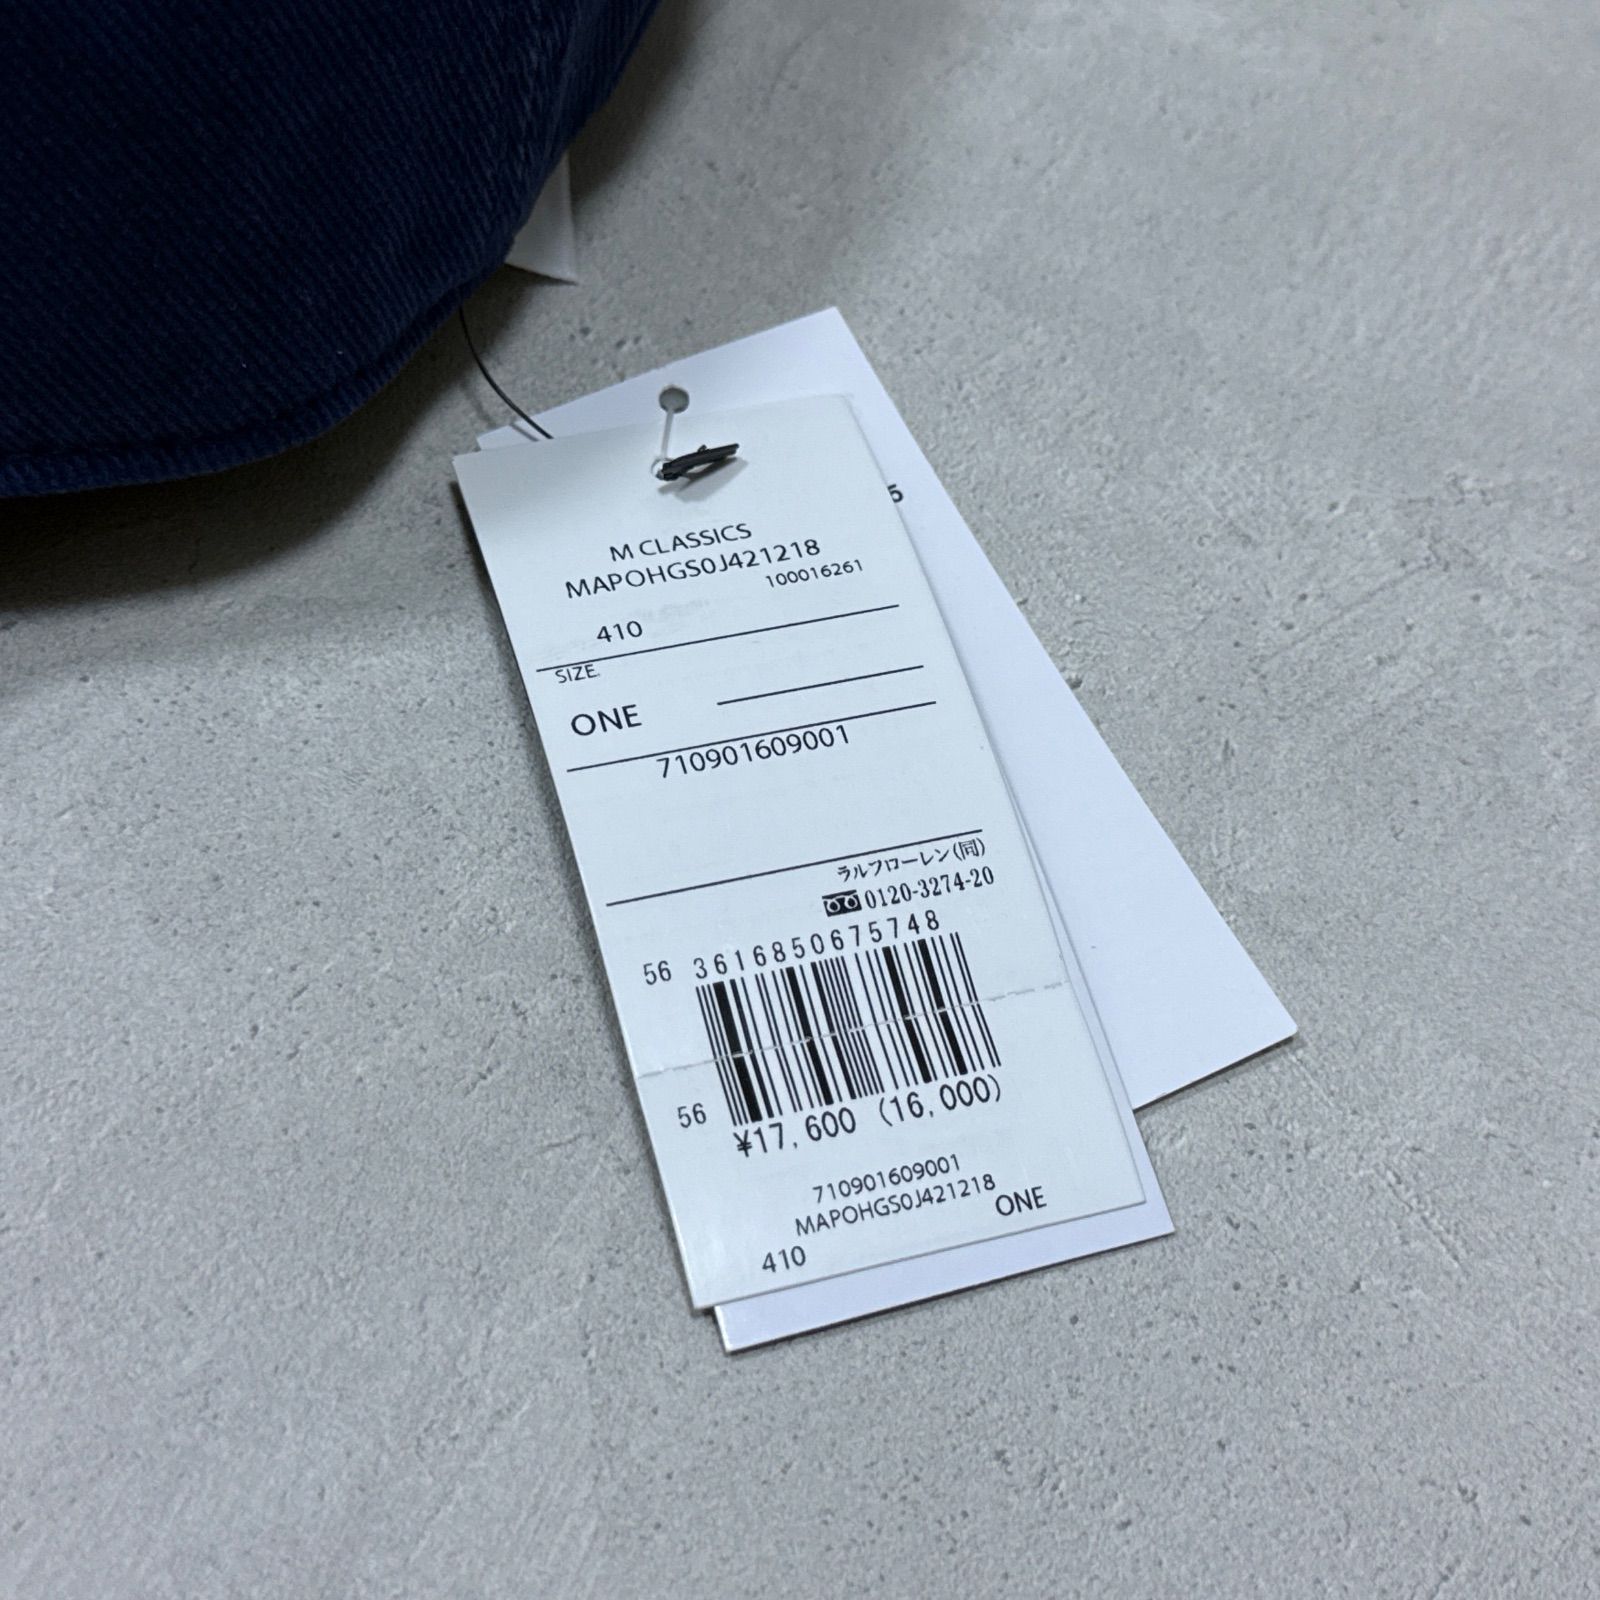 M CLASSICS
MAPOHGS0J421218
100016261
410
SIZE.
ONE
710901609001
ラルフローレン(同)
0120-3274-20
56 3616850675748
56
¥17,600 (16,000)
710901609001
MAPOHGS0J421218
ONE
410
5